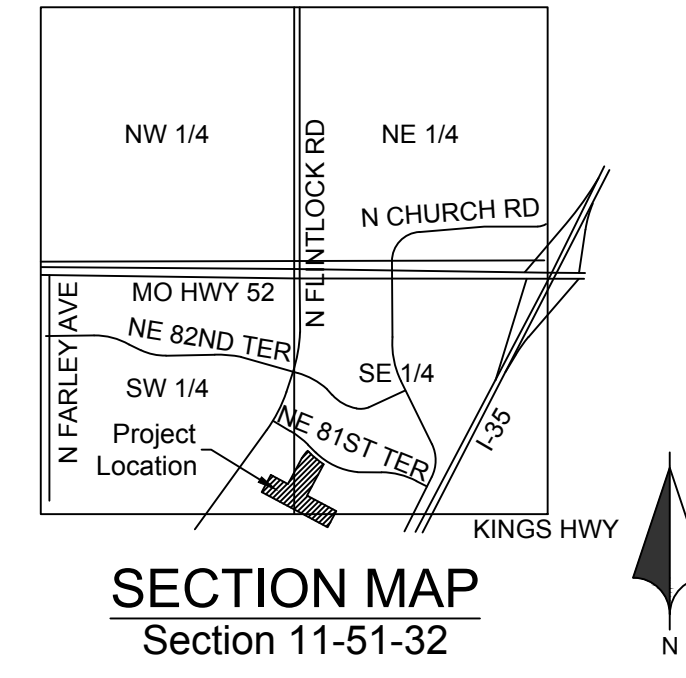 NW 1/4
NE 1/4
N FLINTLOCK RD
N CHURCH RD
MO HWY 52
N FARLEY AVE
NE 82ND TER
SE 1/4
SW 1/4
I-35
Project
Location
NE 81ST TER
KINGS HWY
SECTION MAP
Section 11-51-32
N